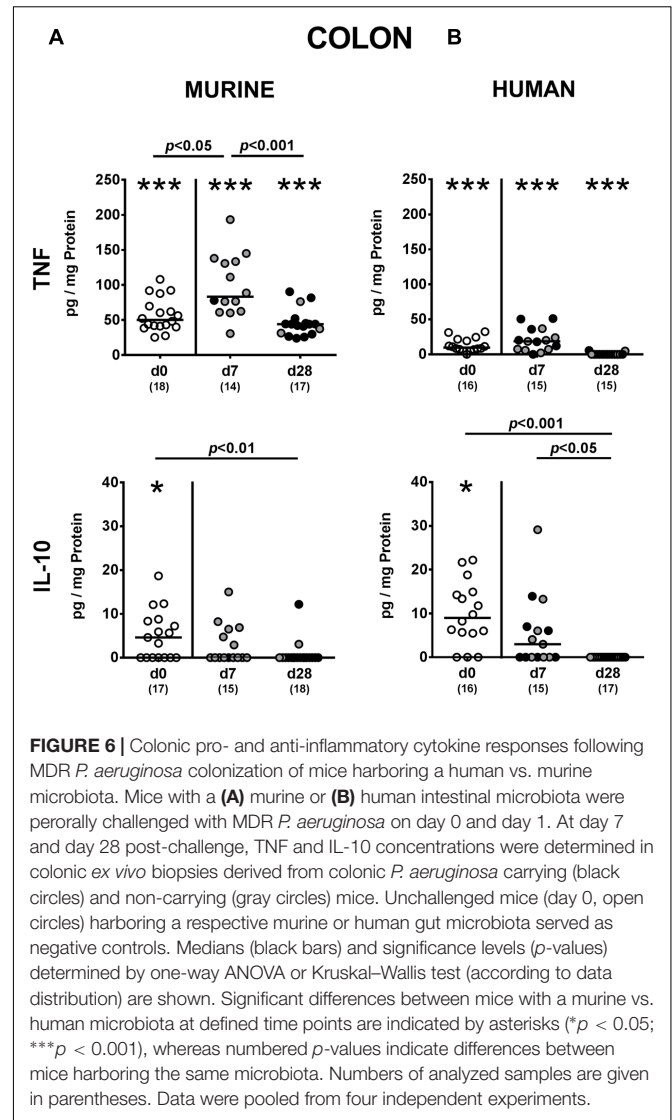 A COLON B
MURINE HUMAN
p<0.05 p<0.001
TNF
pg / mg Protein
250
200
150
100
50
0
*** *** ***
d0 d7 d28
(18) (14) (17)
pg / mg Protein
250
200
150
100
50
0
*** *** ***
d0 d7 d28
(16) (15) (15)
p<0.01
IL-10
pg / mg Protein
40
30
20
10
0
*
d0 d7 d28
(17) (15) (18)
p<0.001
p<0.05
pg / mg Protein
40
30
20
10
0
*
d0 d7 d28
(16) (15) (17)
FIGURE 6 | Colonic pro- and anti-inflammatory cytokine responses following
MDR P. aeruginosa colonization of mice harboring a human vs. murine
microbiota. Mice with a (A) murine or (B) human intestinal microbiota were
perorally challenged with MDR P. aeruginosa on day 0 and day 1. At day 7
and day 28 post-challenge, TNF and IL-10 concentrations were determined in
colonic ex vivo biopsies derived from colonic P. aeruginosa carrying (black
circles) and non-carrying (gray circles) mice. Unchallenged mice (day 0, open
circles) harboring a respective murine or human gut microbiota served as
negative controls. Medians (black bars) and significance levels (p-values)
determined by one-way ANOVA or Kruskal–Wallis test (according to data
distribution) are shown. Significant differences between mice with a murine vs.
human microbiota at defined time points are indicated by asterisks (*p < 0.05;
***p < 0.001), whereas numbered p-values indicate differences between
mice harboring the same microbiota. Numbers of analyzed samples are given
in parentheses. Data were pooled from four independent experiments.